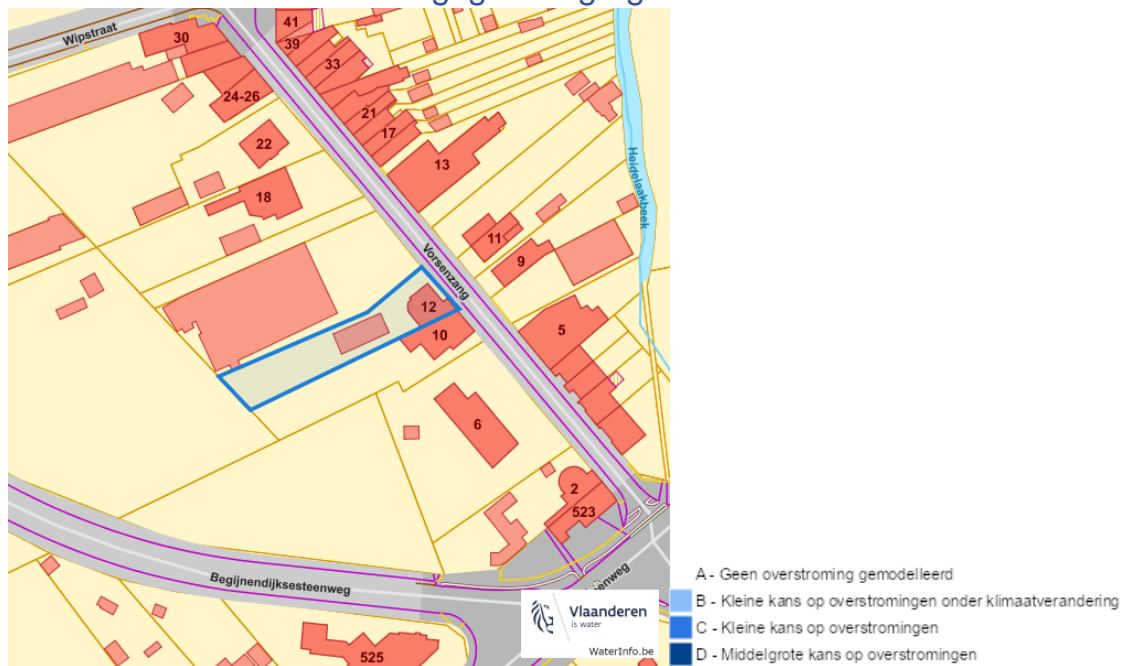 Wipstraat
30
41
39
33
24-26
21
17
22
13
18
Heidelaakbeek
11
9
Vorsenzang
12
10
5
6
2
523
Begijnendijksesteenweg
525
Vlaanderen
is water
WaterInfo.be
A - Geen overstroming gemodelleerd
B - Kleine kans op overstromingen onder klimaatverandering
C - Kleine kans op overstromingen
D - Middelgrote kans op overstromingen